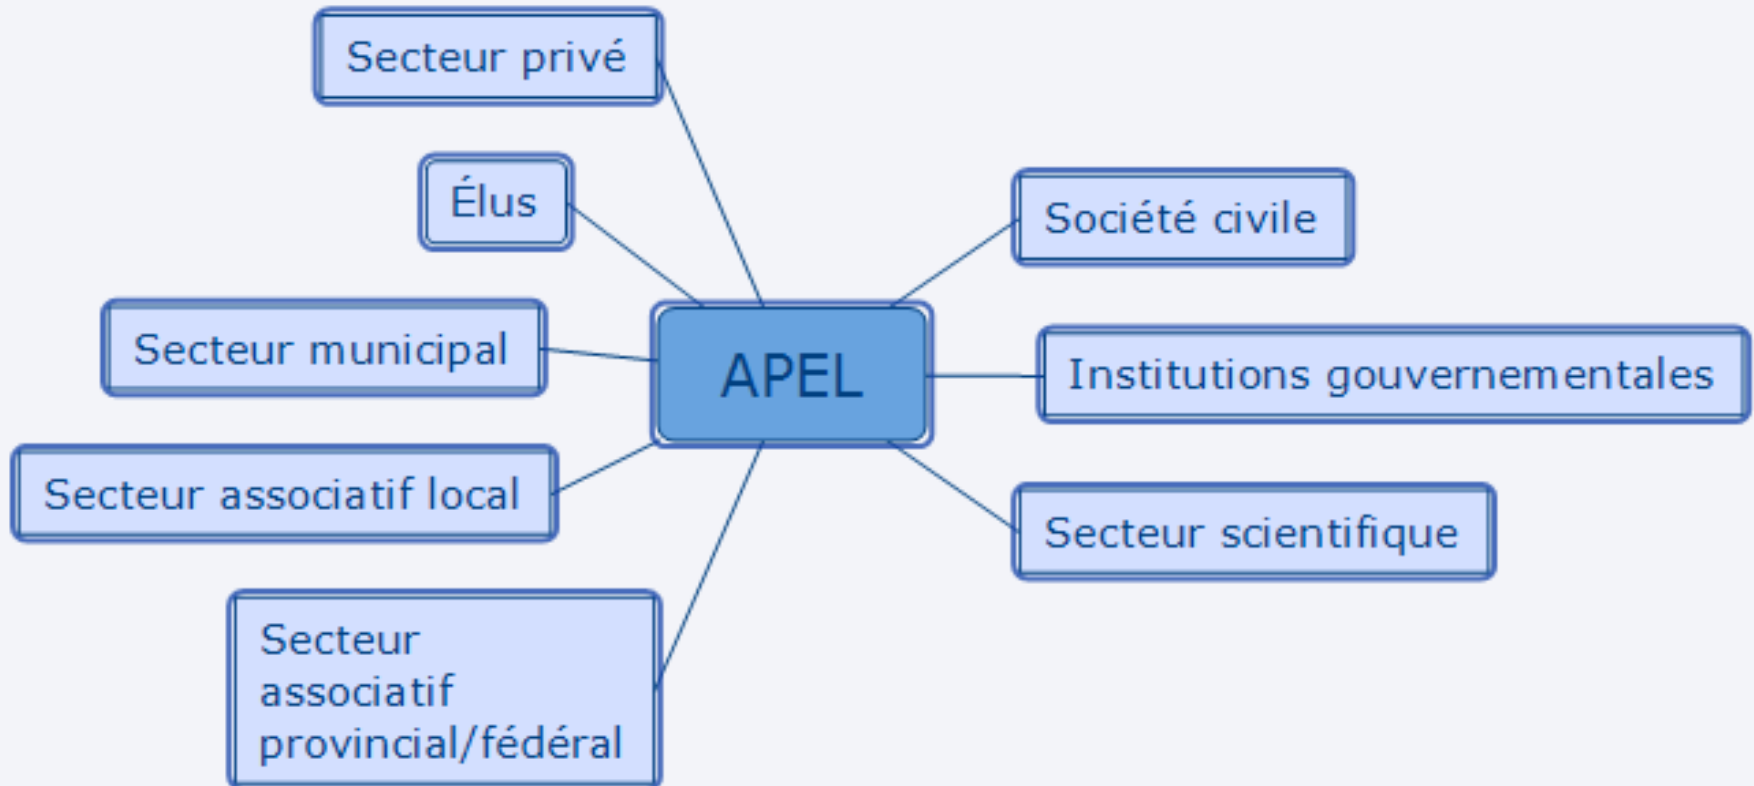 Secteur privé
Élus
Société civile
Secteur municipal
APEL
Institutions gouvernementales
Secteur associatif local
Secteur scientifique
Secteur
associatif
provincial/fédéral